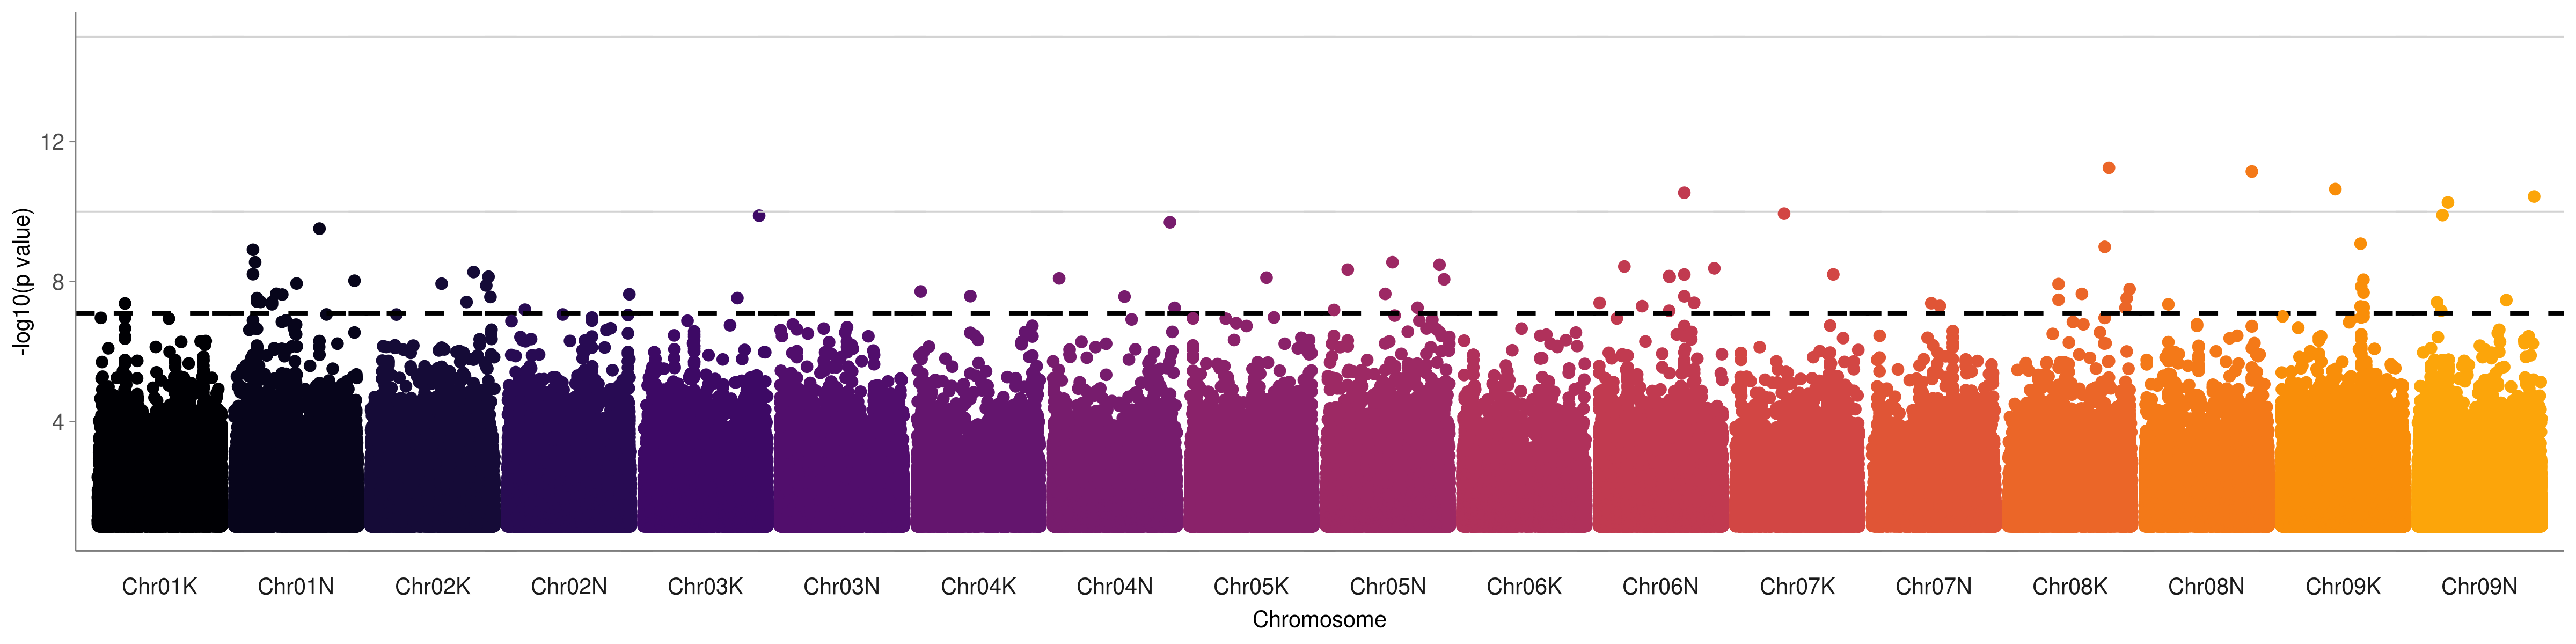 -log10(p value)
12
8
4
Chr01K Chr01N Chr02K Chr02N Chr03K Chr03N Chr04K Chr04N Chr05K Chr05N Chr06K Chr06N Chr07K Chr07N Chr08K Chr08N Chr09K Chr09N
Chromosome